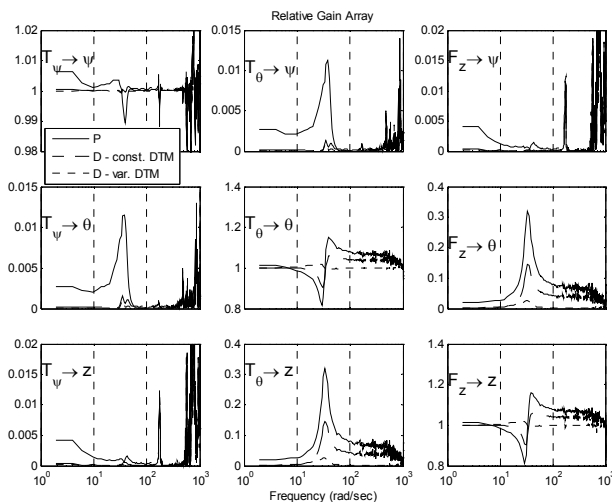 Relative Gain Array
1.02
1.01
1
0.99
0.98
T_ψ→ψ
P
D - const. DTM
D - var. DTM
0.015
0.01
0.005
0
T_θ→ψ
0.02
0.015
0.01
0.005
0
F_z→ψ
0.015
0.01
0.005
0
T_ψ→θ
1.4
1.2
1
0.8
T_θ→θ
0.4
0.3
0.2
0.1
0
F_z→θ
0.02
0.015
0.01
0.005
0
T_ψ→z
10^0 10^1 10^2 10^3
0.4
0.3
0.2
0.1
0
T_θ→z
10^0 10^1 10^2 10^3
Frequency (rad/sec)
1.4
1.2
1
0.8
F_z→z
10^0 10^1 10^2 10^3